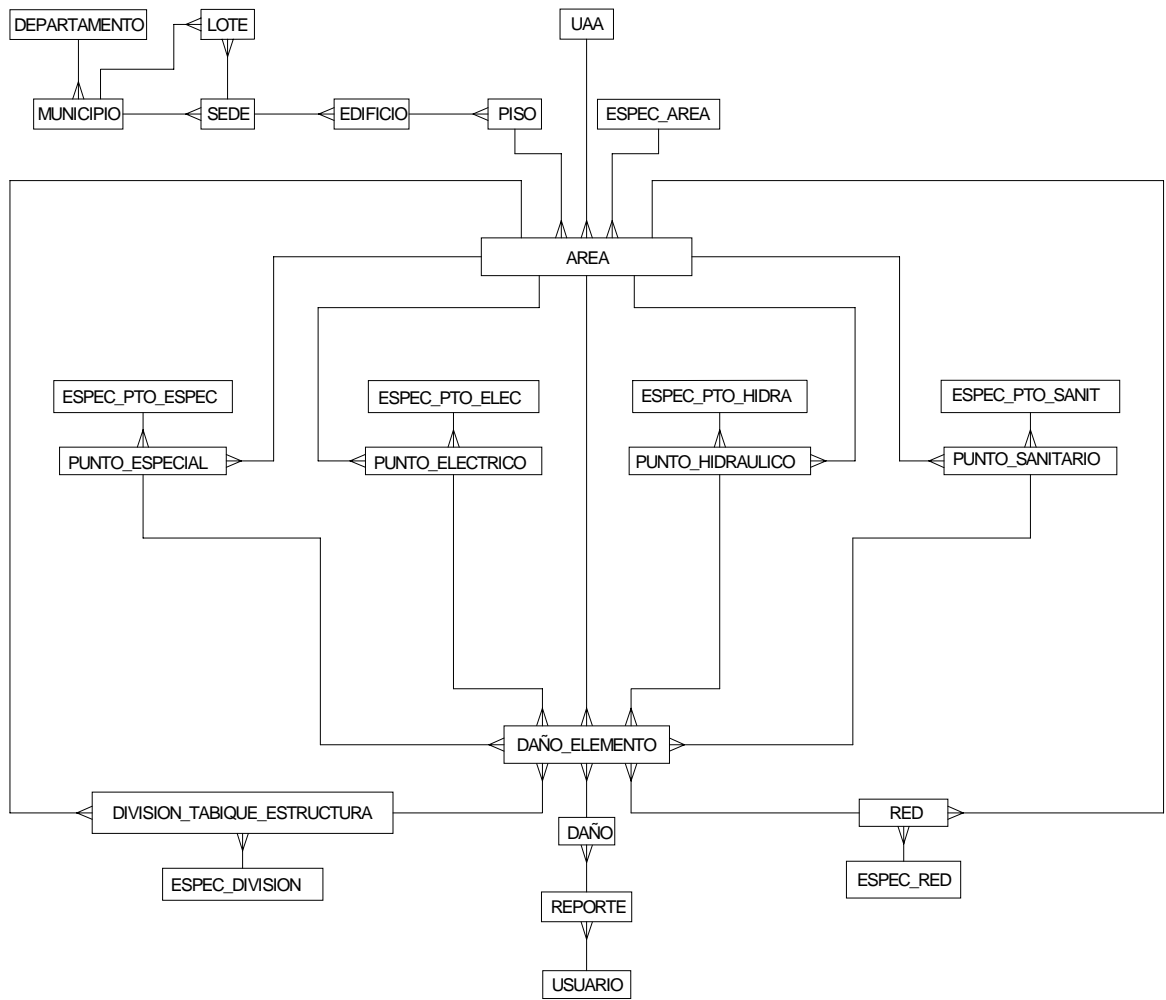 DEPARTAMENTO
LOTE
UAA
MUNICIPIO
SEDE
EDIFICIO
PISO
ESPEC_AREA
AREA
ESPEC_PTO_ESPEC
ESPEC_PTO_ELEC
ESPEC_PTO_HIDRA
ESPEC_PTO_SANIT
PUNTO_ESPECIAL
PUNTO_ELECTRICO
PUNTO_HIDRAULICO
PUNTO_SANITARIO
DAÑO_ELEMENTO
DIVISION_TABIQUE_ESTRUCTURA
RED
DAÑO
ESPEC_DIVISION
ESPEC_RED
REPORTE
USUARIO